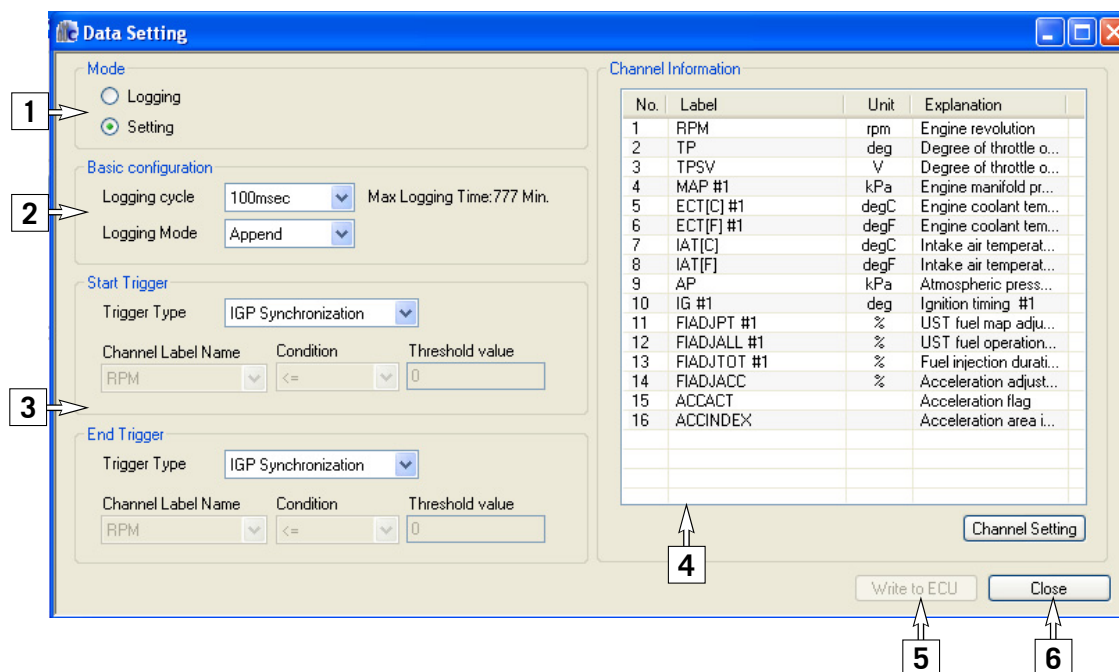 Data Setting
Mode
Logging
Setting
1
Basic configuration
Logging cycle 100msec Max Logging Time:777 Min.
Logging Mode Append
2
Start Trigger
Trigger Type IGP Synchronization
Channel Label Name Condition Threshold value
RPM <= 0
3
End Trigger
Trigger Type IGP Synchronization
Channel Label Name Condition Threshold value
RPM <= 0
Channel Information
No. Label Unit Explanation
1 RPM rpm Engine revolution
2 TP deg Degree of throttle o...
3 TPSV V Degree of throttle o...
4 MAP #1 kPa Engine manifold pr...
5 ECT[C] #1 degC Engine coolant tem...
6 ECT[F] #1 degF Engine coolant tem...
7 IAT[C] degC Intake air temperat...
8 IAT[F] degF Intake air temperat...
9 AP kPa Atmospheric press...
10 IG #1 deg Ignition timing #1
11 FIADJPT #1 % UST fuel map adju...
12 FIADJALL #1 % UST fuel operation...
13 FIADJTOT #1 % Fuel injection durati...
14 FIADJACC % Acceleration adjust...
15 ACCACT Acceleration flag
16 ACCINDEX Acceleration area i...
4
Channel Setting
Write to ECU Close
5 6